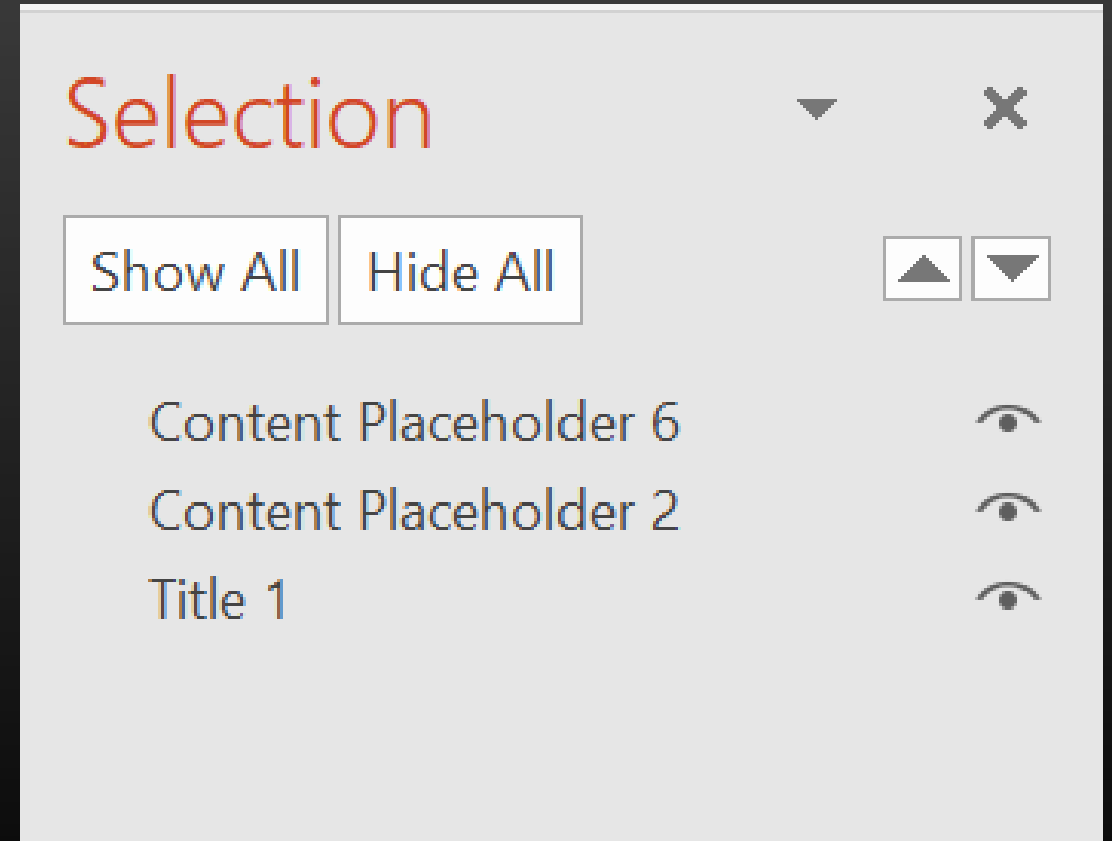 Selection
Show All Hide All
Content Placeholder 6
Content Placeholder 2
Title 1